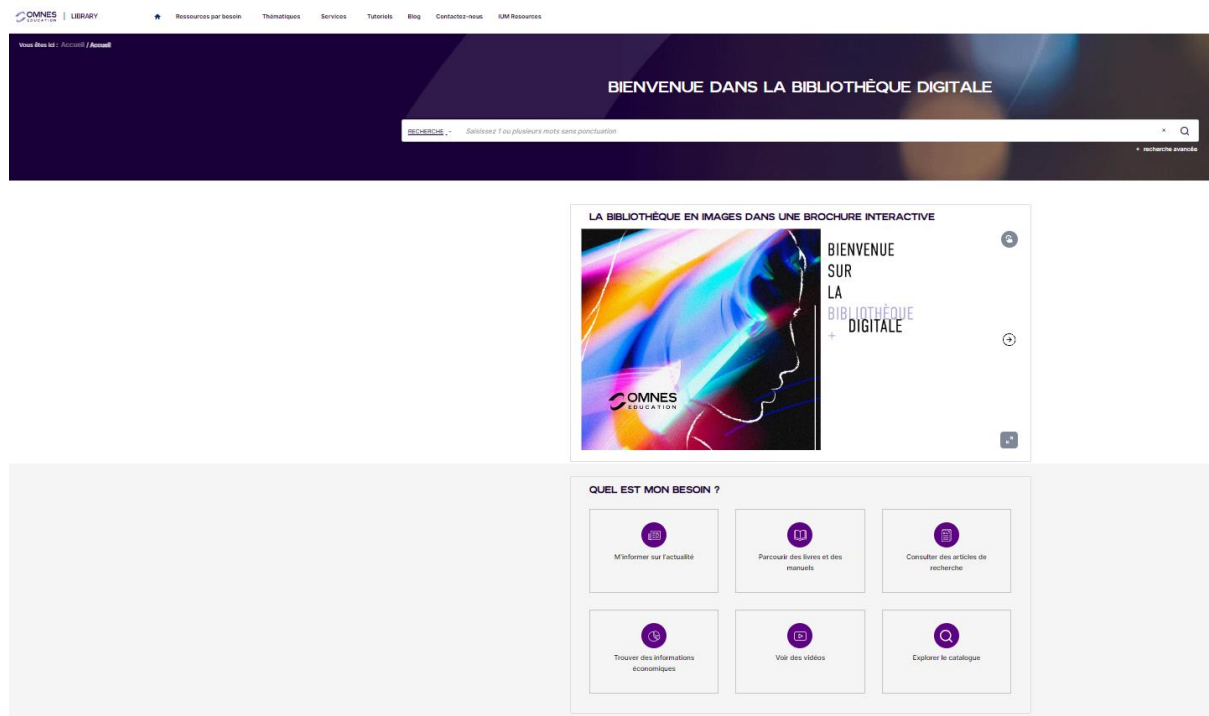 OMNES EDUCATION | LIBRARY
Ressources par besoin Thématiques Services Tutoriels Blog Contactez-nous IUM Resources
Vous êtes ici : Accueil / Accueil
BIENVENUE DANS LA BIBLIOTHÈQUE DIGITALE
RECHERCHE Saisissez 1 ou plusieurs mots sans ponctuation
+ recherche avancée
LA BIBLIOTHÈQUE EN IMAGES DANS UNE BROCHURE INTERACTIVE
BIENVENUE
SUR
LA
BIBLIOTHÈQUE
+ DIGITALE
OMNES
EDUCATION
QUEL EST MON BESOIN ?
M'informer sur l'actualité
Parcourir des livres et des
manuels
Consulter des articles de
recherche
Trouver des informations
économiques
Voir des vidéos
Explorer le catalogue